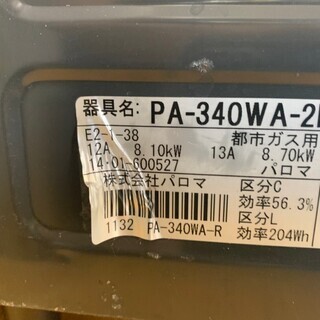 器具名: PA-340WA-2
E2-1-38 都市ガス用
12A 8.10kW 13A 8.70kW
14.01-600527 パロマ
株式会社パロマ 区分C
効率56.3%
区分L
1132 PA-340WA-R 効率204Wh